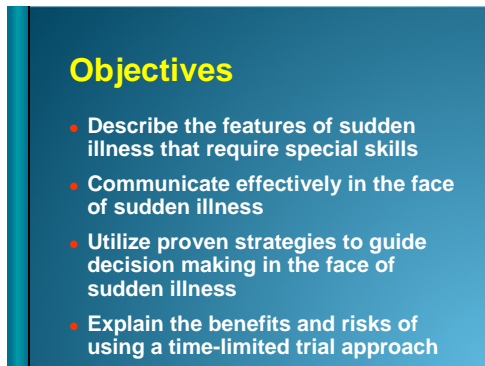 Objectives
• Describe the features of sudden
illness that require special skills
• Communicate effectively in the face
of sudden illness
• Utilize proven strategies to guide
decision making in the face of
sudden illness
• Explain the benefits and risks of
using a time-limited trial approach